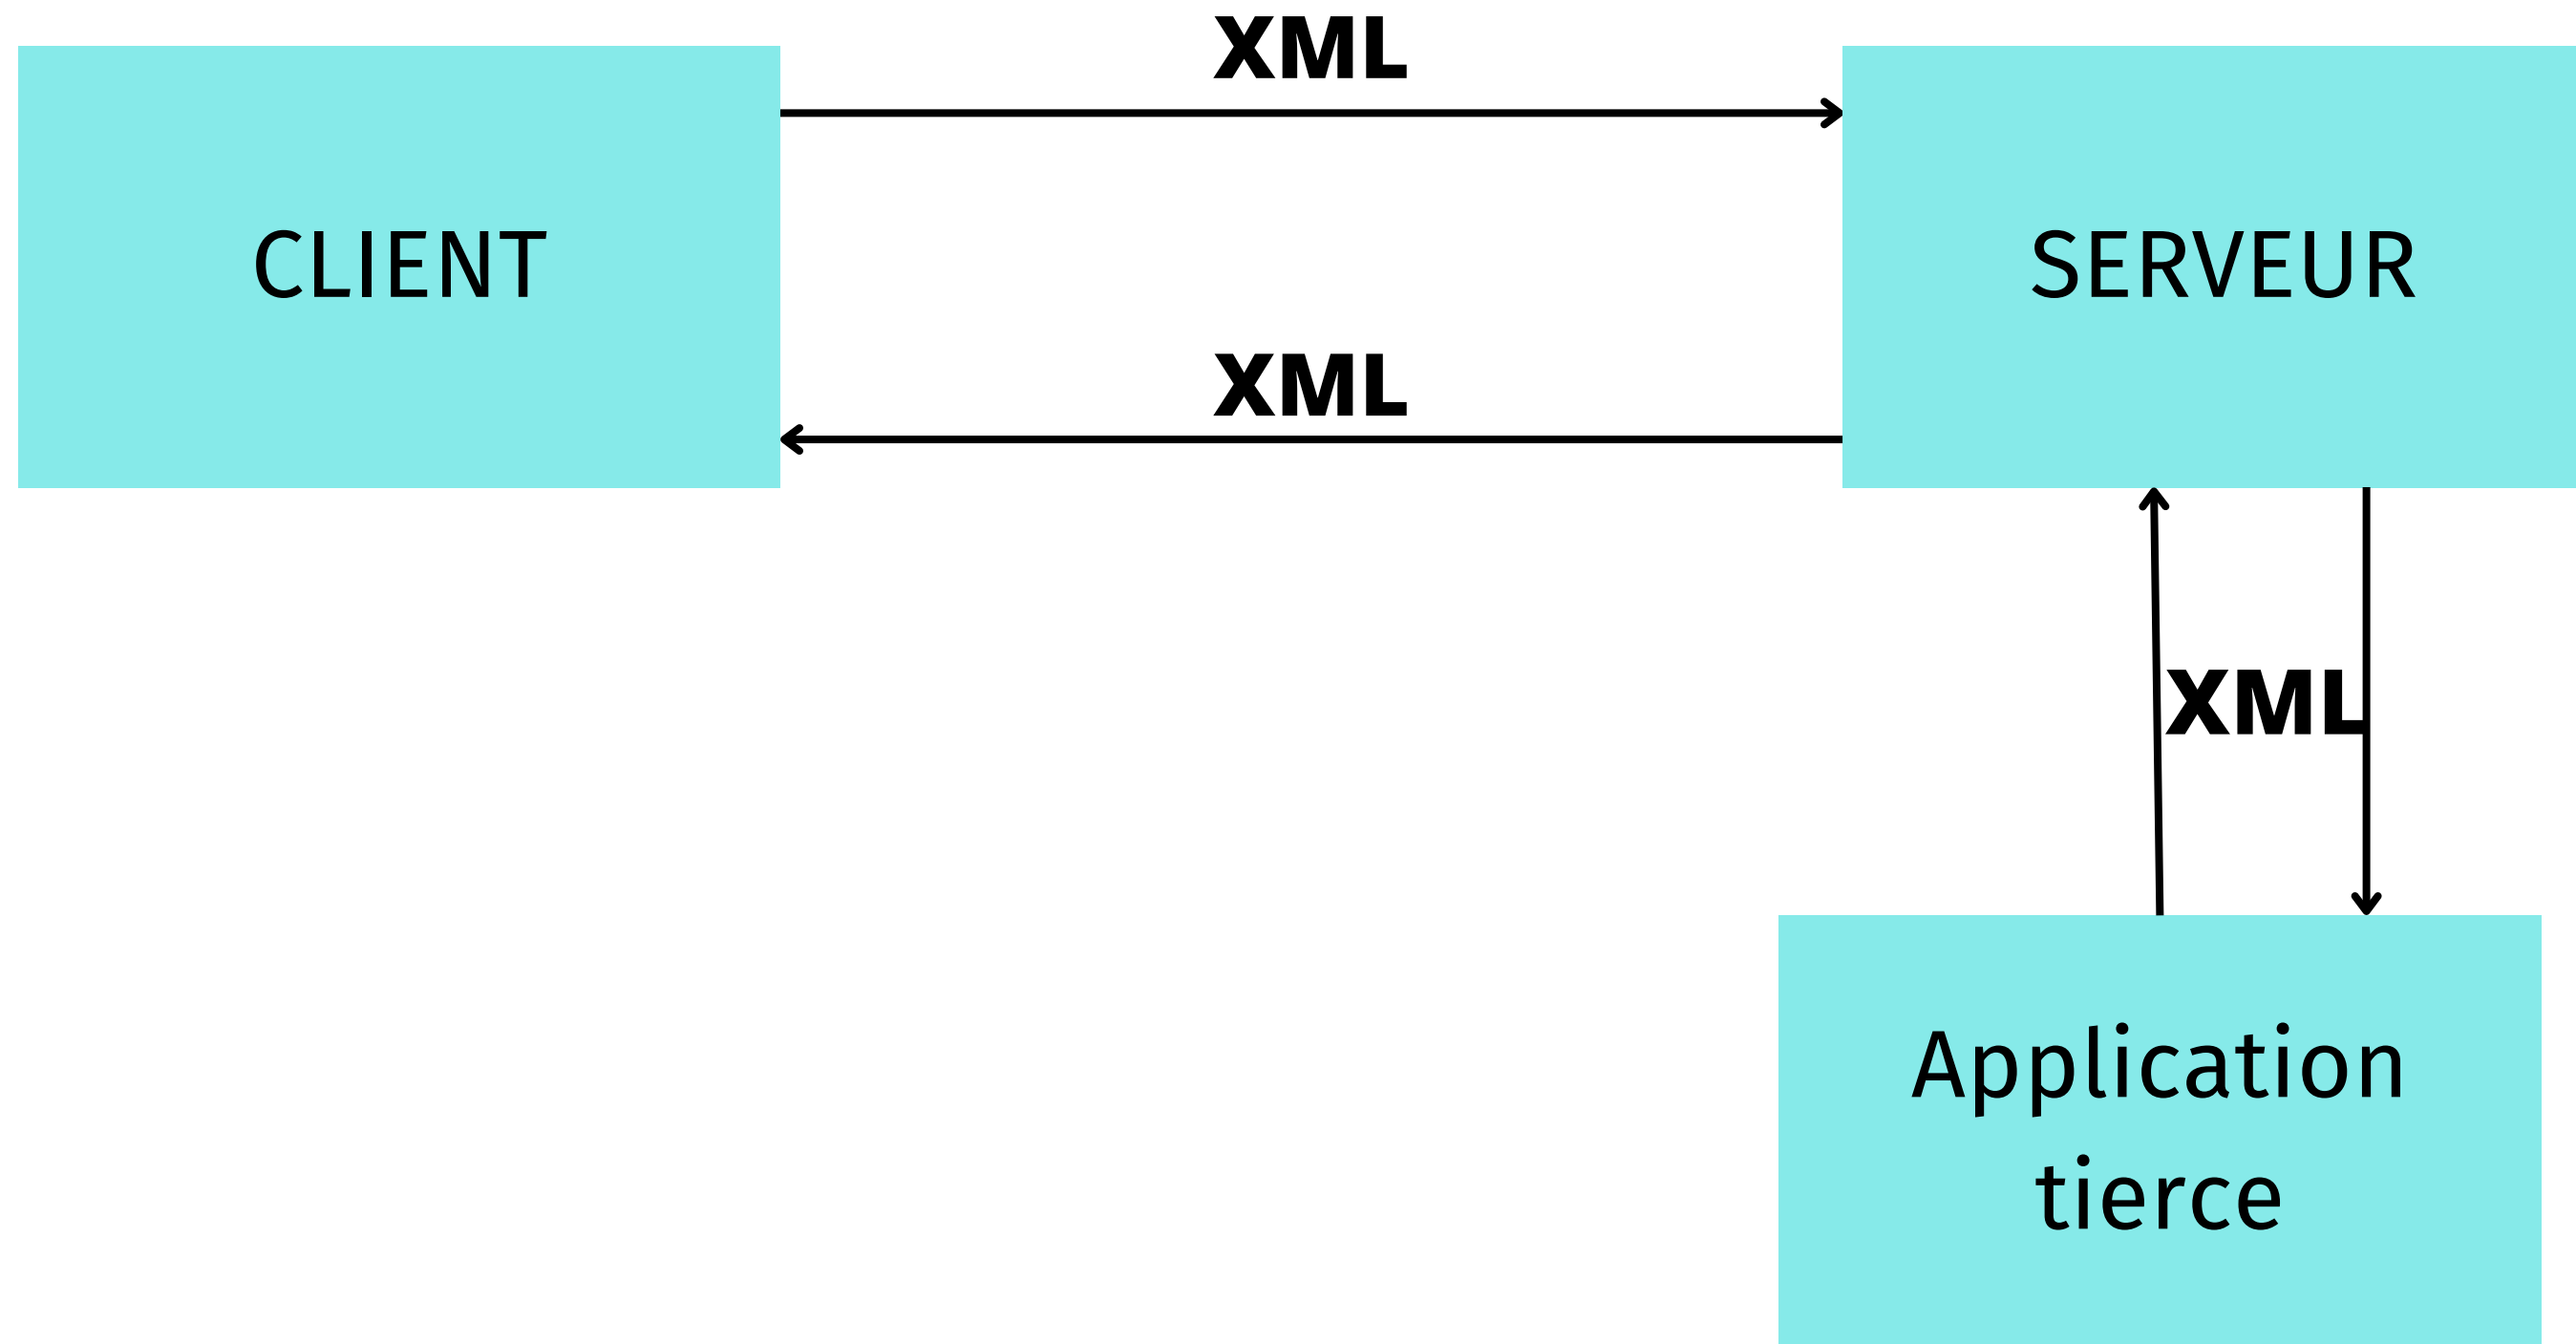 XML
CLIENT
SERVEUR
XML
XML
Application
tierce